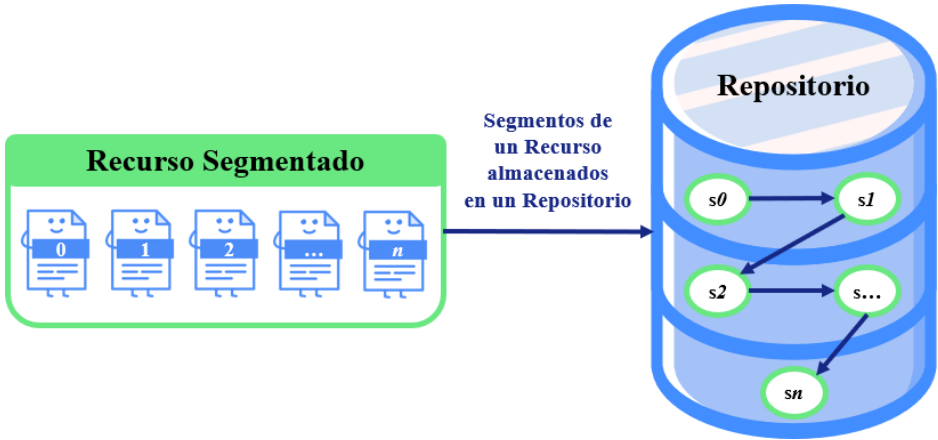 Recurso Segmentado
0 1 2 ... n
Segmentos de
un Recurso
almacenados
en un Repositorio
Repositorio
s0 s1
s2 s...
sn